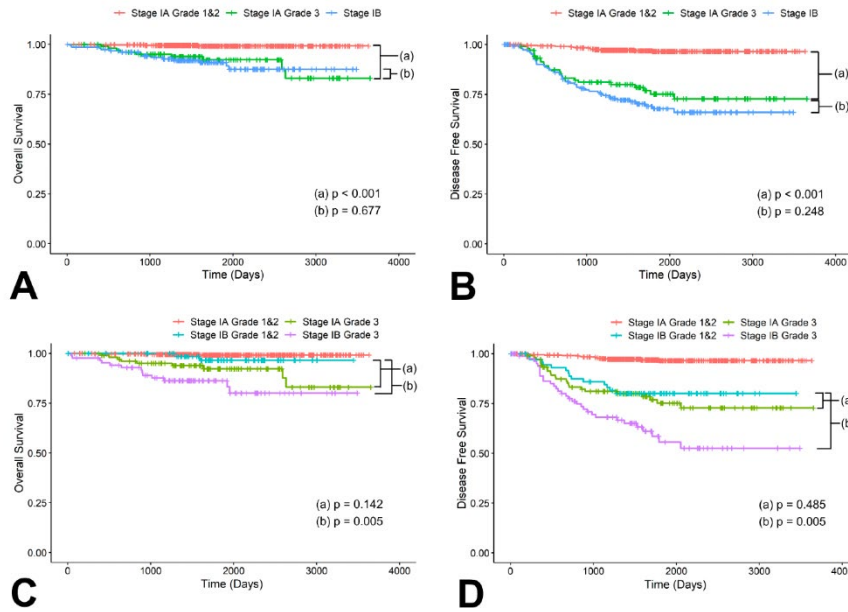 Stage IA Grade 1&2 Stage IA Grade 3 Stage IB
1.00
0.75
0.50
0.25
0.00
Overall Survival
(a)
(b)
(a) p < 0.001
(b) p = 0.677
0 1000 2000 3000 4000
Time (Days)
A
Stage IA Grade 1&2 Stage IA Grade 3 Stage IB
1.00
0.75
0.50
0.25
0.00
Disease Free Survival
(a)
(b)
(a) p < 0.001
(b) p = 0.248
0 1000 2000 3000 4000
Time (Days)
B
Stage IA Grade 1&2 Stage IA Grade 3
Stage IB Grade 1&2 Stage IB Grade 3
1.00
0.75
0.50
0.25
0.00
Overall Survival
(a)
(b)
(a) p = 0.142
(b) p = 0.005
0 1000 2000 3000 4000
Time (Days)
C
Stage IA Grade 1&2 Stage IA Grade 3
Stage IB Grade 1&2 Stage IB Grade 3
1.00
0.75
0.50
0.25
0.00
Disease Free Survival
(a
(b
(a) p = 0.485
(b) p = 0.005
0 1000 2000 3000 400
Time (Days)
D